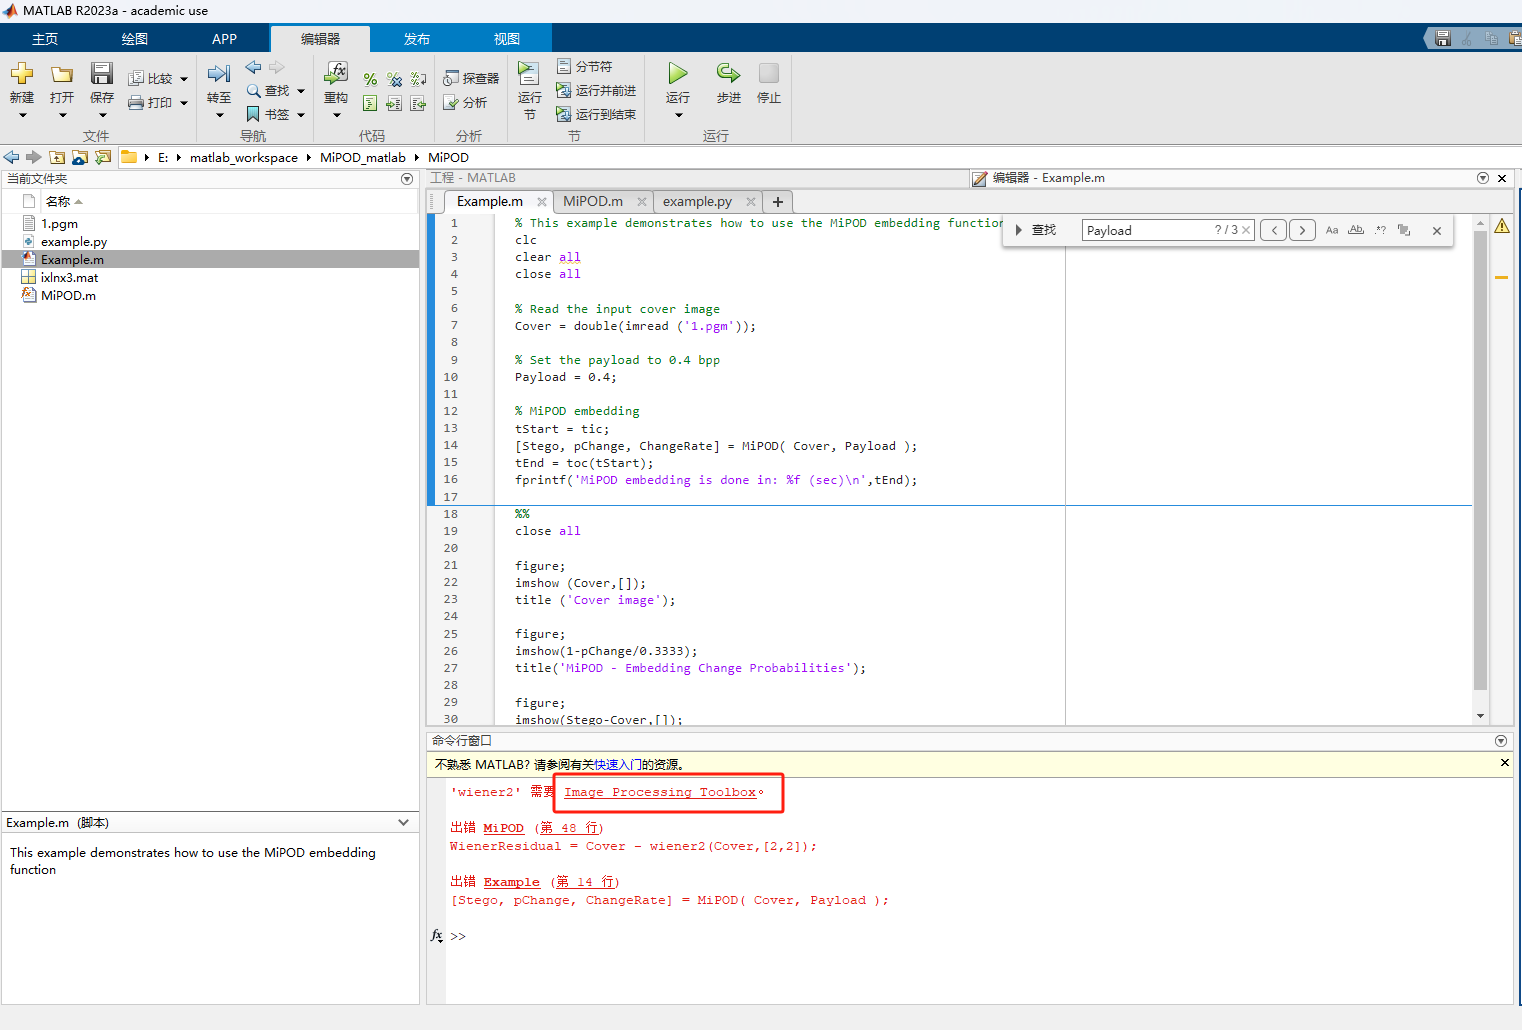 MATLAB R2023a - academic use
主页 绘图 APP 编辑器 发布 视图
新建 打开 保存 比较 打印 转至 查找 书签 重构 探查器 分析 运行节 分节符 运行并前进 运行到结束 运行 步进 停止
文件 导航 代码 分析 节 运行
E: matlab_workspace MiPOD_matlab MiPOD
当前文件夹
名称
1.pgm
example.py
Example.m
ixlnx3.mat
MiPOD.m
Example.m (脚本)
This example demonstrates how to use the MiPOD embedding
function
工程 - MATLAB
编辑器 - Example.m
Example.m MiPOD.m example.py
查找 Payload ? / 3 Aa Ab .*?
1 % This example demonstrates how to use the MiPOD embedding function
2 clc
3 clear all
4 close all
5
6 % Read the input cover image
7 Cover = double(imread ('1.pgm'));
8
9 % Set the payload to 0.4 bpp
10 Payload = 0.4;
11
12 % MiPOD embedding
13 tStart = tic;
14 [Stego, pChange, ChangeRate] = MiPOD( Cover, Payload );
15 tEnd = toc(tStart);
16 fprintf('MiPOD embedding is done in: %f (sec)\n',tEnd);
17
18 %%
19 close all
20
21 figure;
22 imshow (Cover,[]);
23 title ('Cover image');
24
25 figure;
26 imshow(1-pChange/0.3333);
27 title('MiPOD - Embedding Change Probabilities');
28
29 figure;
30 imshow(Stego-Cover,[]);
命令行窗口
不熟悉 MATLAB? 请参阅有关快速入门的资源。
'wiener2' 需要 Image Processing Toolbox。
出错 MiPOD (第 48 行)
WienerResidual = Cover - wiener2(Cover,[2,2]);
出错 Example (第 14 行)
[Stego, pChange, ChangeRate] = MiPOD( Cover, Payload );
fx >>